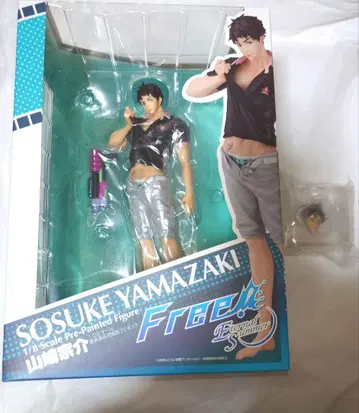 SOSUKE YAMAZAKI
1/8 Scale Pre-Painted Figure
山崎宗介
Free!
Eternal
Summer